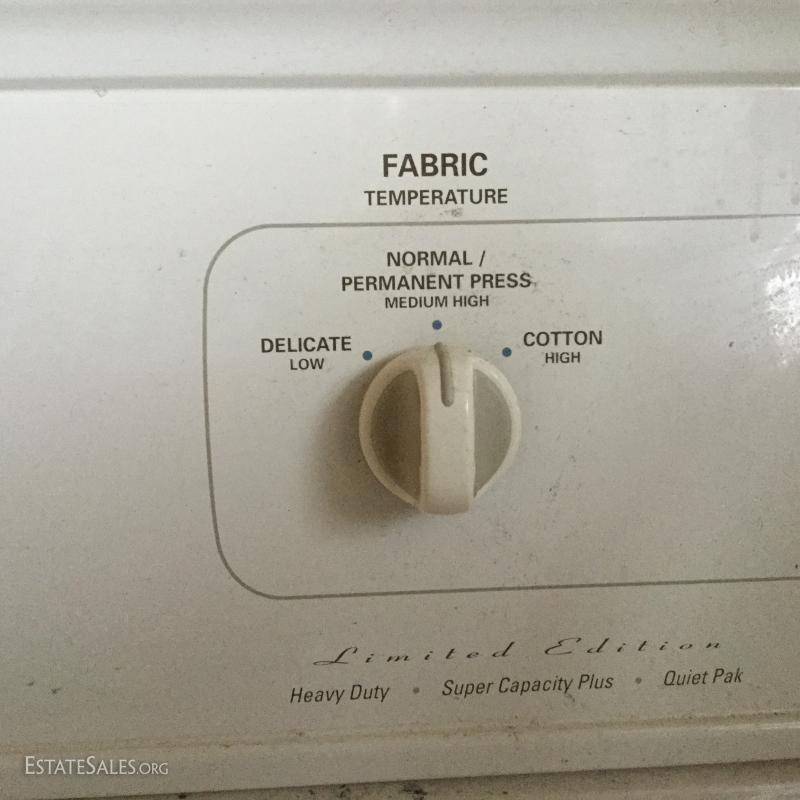 FABRIC
TEMPERATURE
NORMAL /
PERMANENT PRESS
MEDIUM HIGH
DELICATE
LOW
COTTON
HIGH
Limited Edition
Heavy Duty • Super Capacity Plus • Quiet Pak
ESTATESALES.ORG